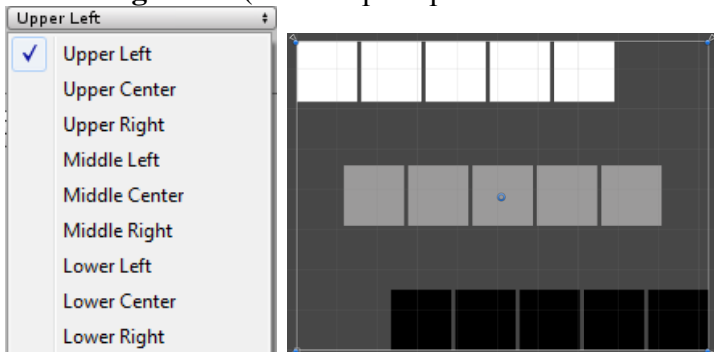 Upper Left
Upper Left
Upper Center
Upper Right
Middle Left
Middle Center
Middle Right
Lower Left
Lower Center
Lower Right